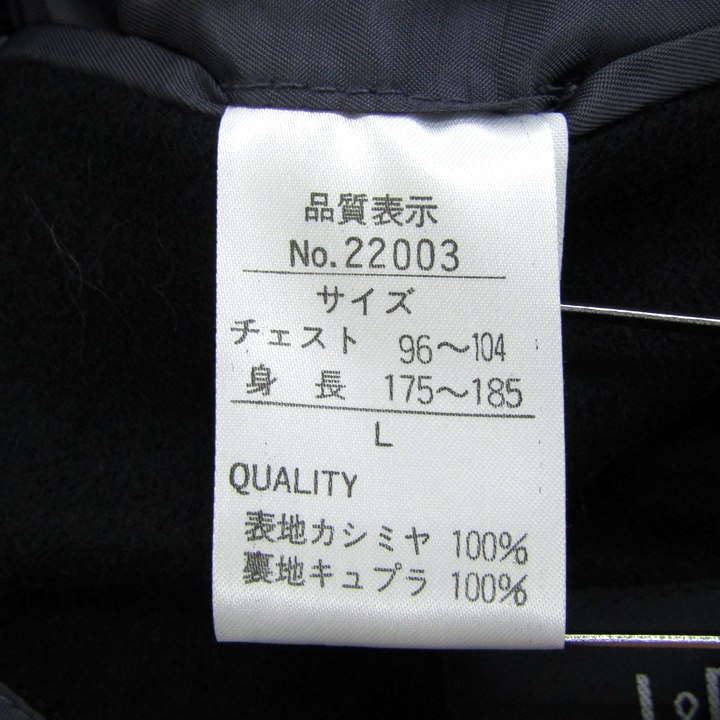 品質表示
No.22003
サイズ
チェスト 96〜104
身長 175〜185
L
QUALITY
表地カシミヤ 100%
裏地キュプラ 100%